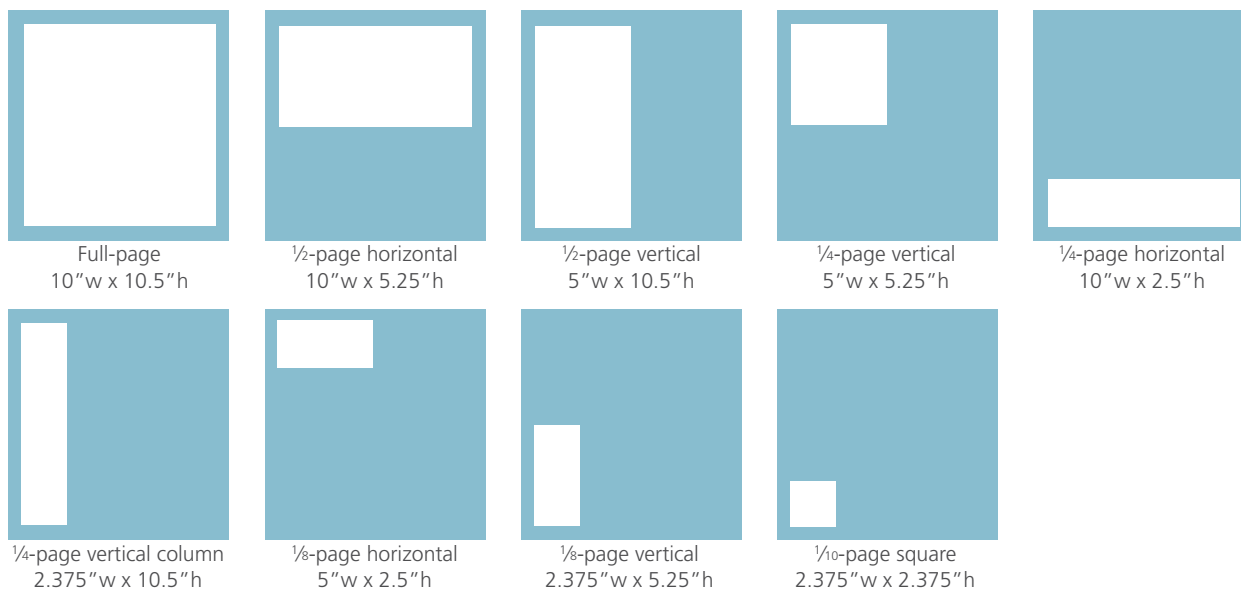 Full-page
10”w x 10.5”h
½-page horizontal
10”w x 5.25”h
½-page vertical
5”w x 10.5”h
¼-page vertical
5”w x 5.25”h
¼-page horizontal
10”w x 2.5”h
¼-page vertical column
2.375”w x 10.5”h
⅛-page horizontal
5”w x 2.5”h
⅛-page vertical
2.375”w x 5.25”h
⅒-page square
2.375”w x 2.375”h